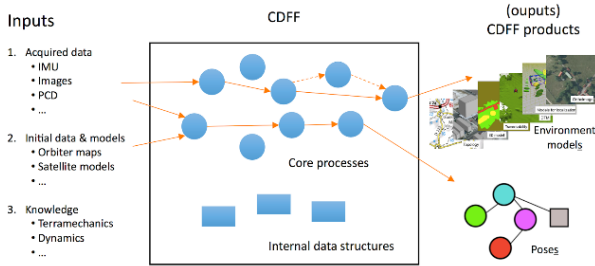 Inputs
1. Acquired data
• IMU
• Images
• PCD
• ...
2. Initial data & models
• Orbiter maps
• Satellite models
• ...
3. Knowledge
• Terramechanics
• Dynamics
• ...
CDFF
Core processes
Internal data structures
(ouputs)
CDFF products
Environment
models
Poses